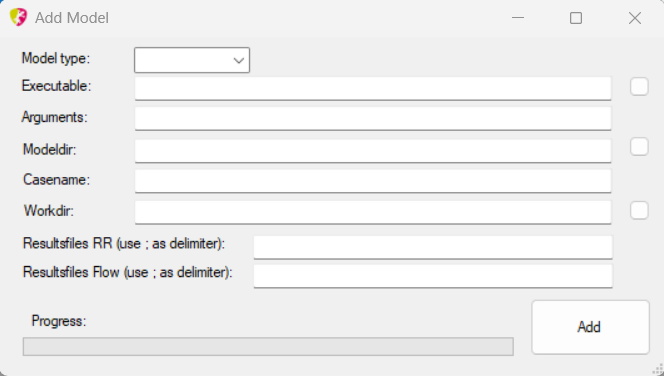 Add Model
Model type:
Executable:
Arguments:
Modeldir:
Casename:
Workdir:
Resultsfiles RR (use ; as delimiter):
Resultsfiles Flow (use ; as delimiter):
Progress:
Add